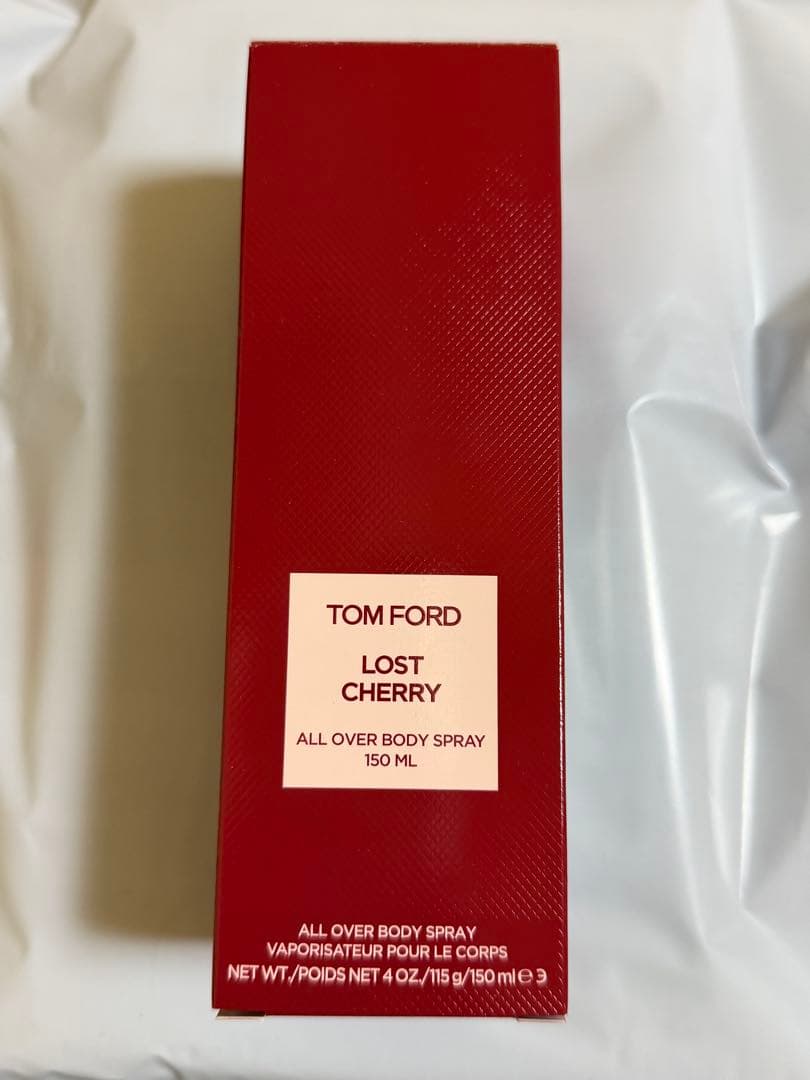 TOM FORD
LOST
CHERRY
ALL OVER BODY SPRAY
150 ML
ALL OVER BODY SPRAY
VAPORISATEUR POUR LE CORPS
NET WT./POIDS NET 4 OZ./115 g/150 ml ℮ 3